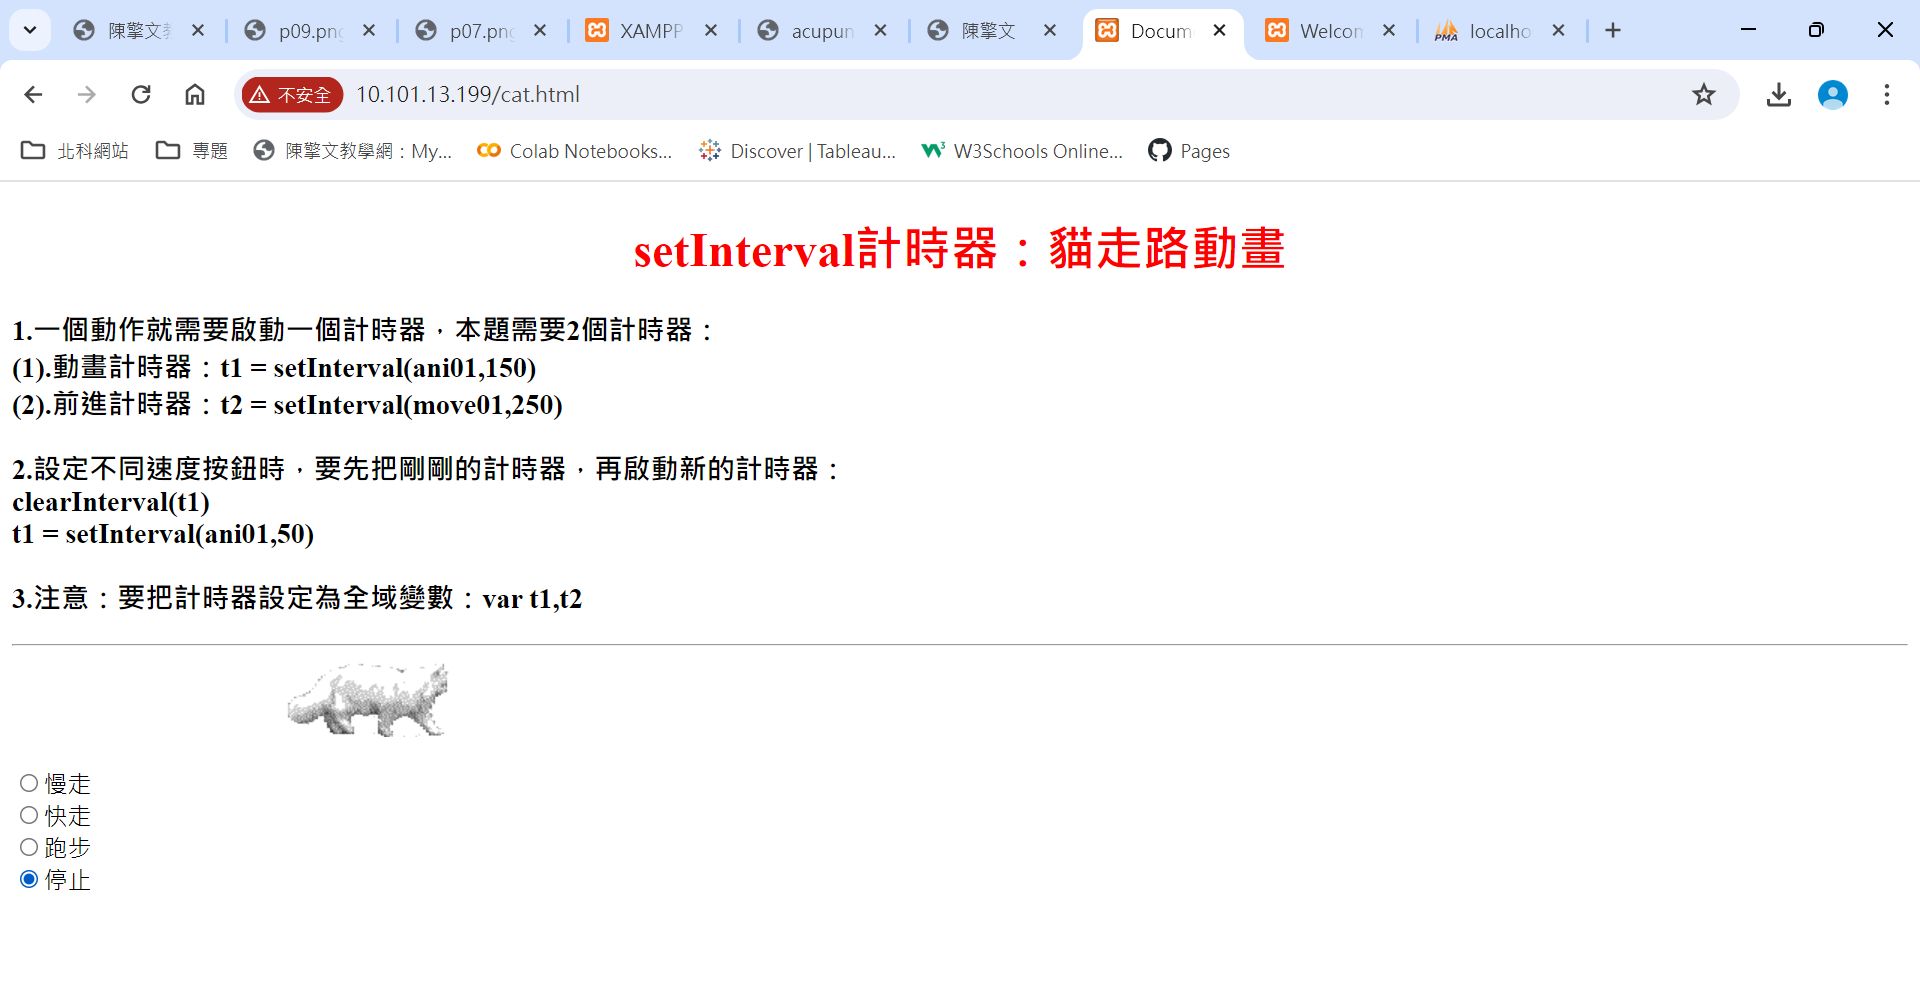 陳擎文
p09.pn
p07.pn
XAMPP
acupun
陳擎文
Docum
Welcom
PMA
localho
不安全
10.101.13.199/cat.html
北科網站
專題
陳擎文教學網：My...
Colab Notebooks...
Discover | Tableau...
W3Schools Online...
Pages
setInterval計時器：貓走路動畫
1.一個動作就需要啟動一個計時器，本題需要2個計時器：
(1).動畫計時器：t1 = setInterval(ani01,150)
(2).前進計時器：t2 = setInterval(move01,250)
2.設定不同速度按鈕時，要先把剛剛的計時器，再啟動新的計時器：
clearInterval(t1)
t1 = setInterval(ani01,50)
3.注意：要把計時器設定為全域變數：var t1,t2
慢走
快走
跑步
停止